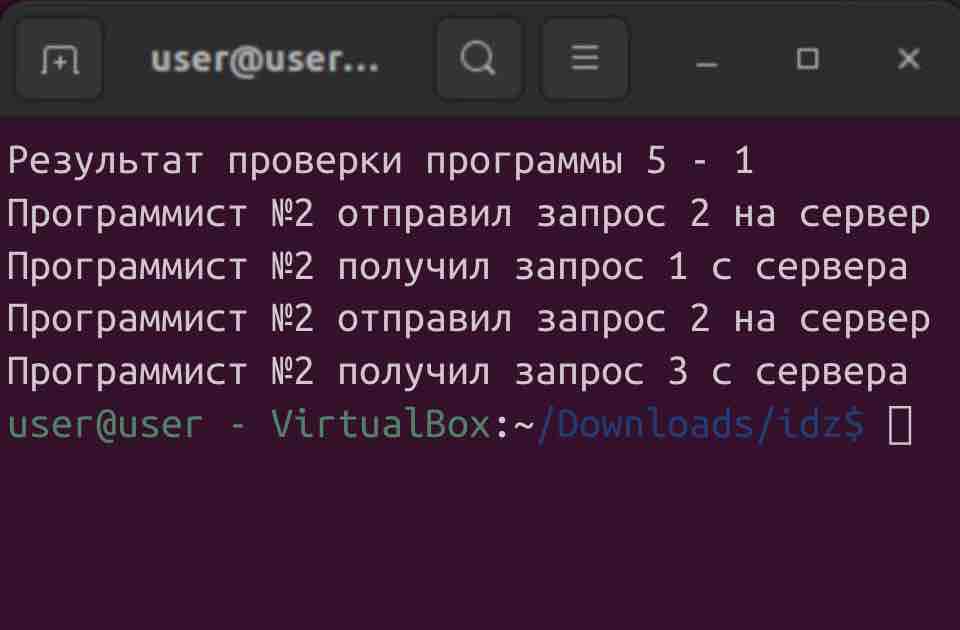 user@user...
Результат проверки программы 5 - 1
Программист №2 отправил запрос 2 на сервер
Программист №2 получил запрос 1 с сервера
Программист №2 отправил запрос 2 на сервер
Программист №2 получил запрос 3 с сервера
user@user - VirtualBox:~/Downloads/idz$